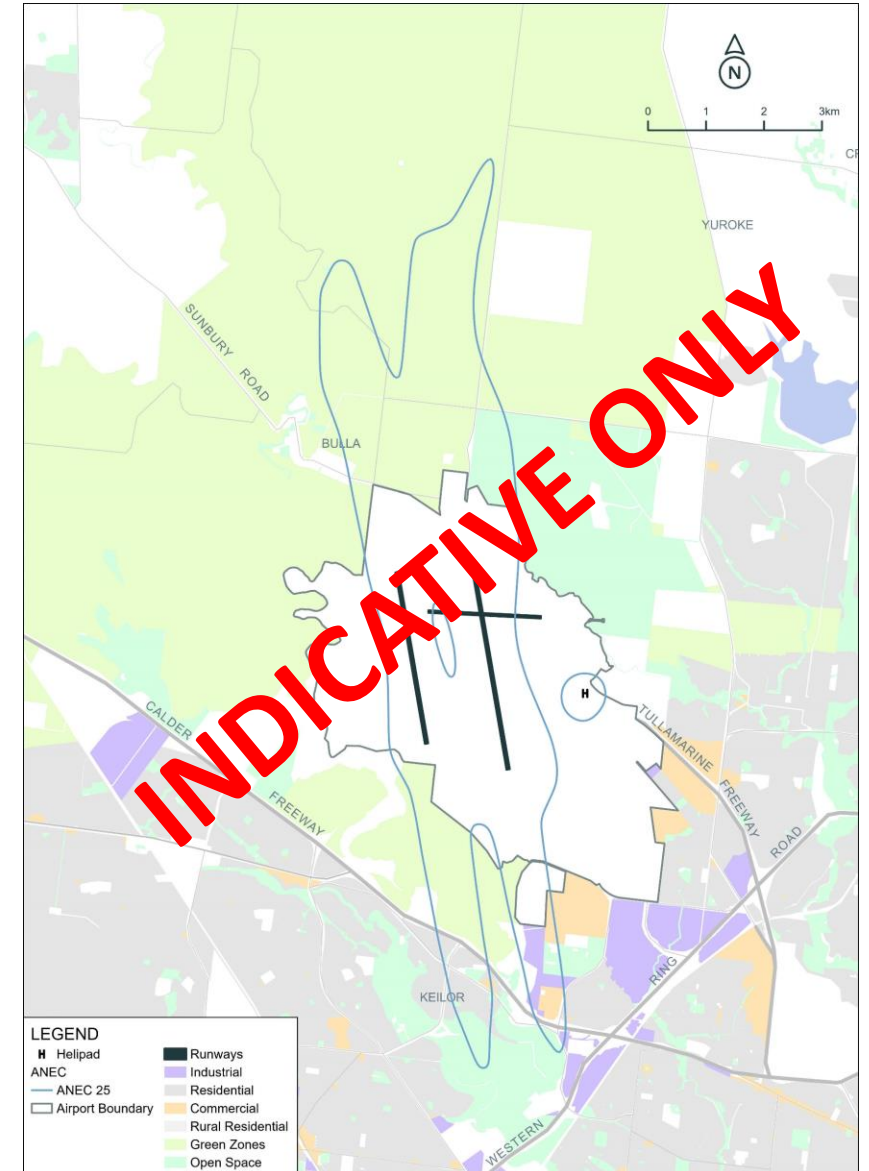 N
0 1 2 3km
YUROKE
SUNBURY ROAD
BULLA
INDICATIVE ONLY
H
CALDER FREEWAY
TULLAMARINE FREEWAY
RING ROAD
KEILOR
WESTERN
LEGEND
H Helipad
ANEC
ANEC 25
Airport Boundary
Runways
Industrial
Residential
Commercial
Rural Residential
Green Zones
Open Space